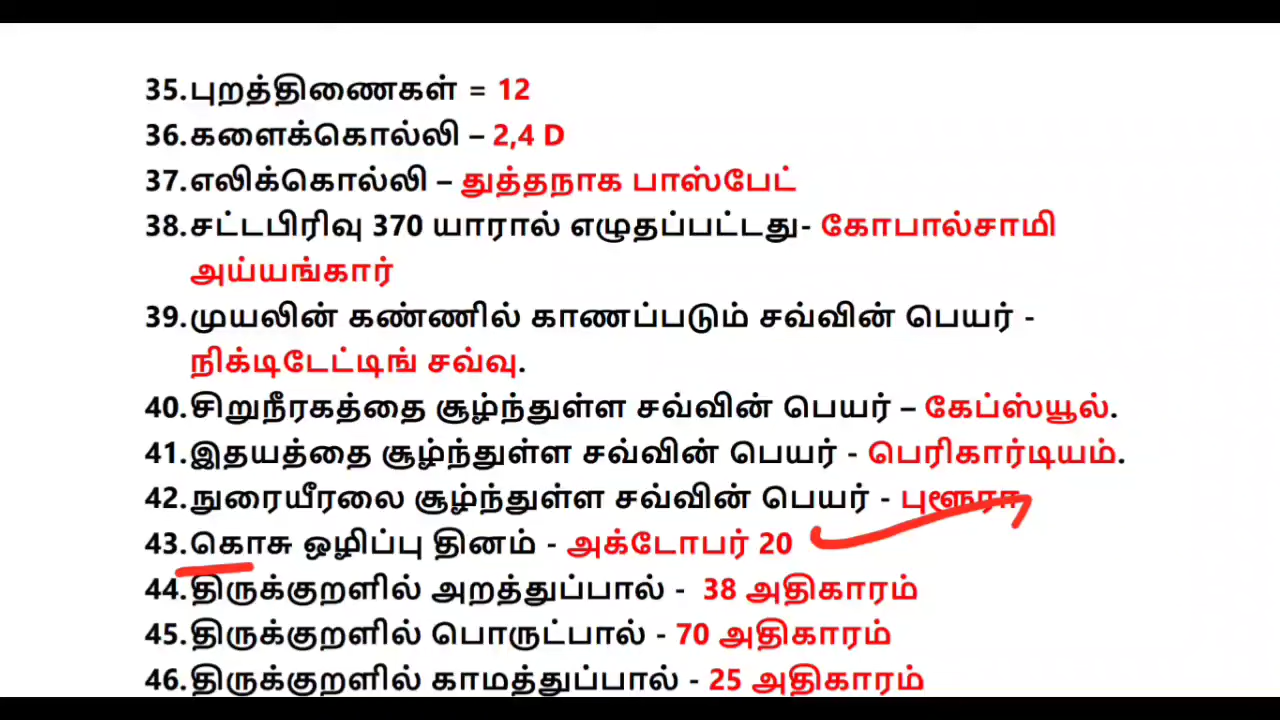 35.புறத்திணைகள் = 12
36.களைக்கொல்லி – 2,4 D
37.எலிக்கொல்லி – துத்தநாக பாஸ்பேட்
38.சட்டபிரிவு 370 யாரால் எழுதப்பட்டது- கோபால்சாமி
அய்யங்கார்
39.முயலின் கண்ணில் காணப்படும் சவ்வின் பெயர் -
நிக்டிடேட்டிங் சவ்வு.
40.சிறுநீரகத்தை சூழ்ந்துள்ள சவ்வின் பெயர் – கேப்ஸ்யூல்.
41.இதயத்தை சூழ்ந்துள்ள சவ்வின் பெயர் - பெரிகார்டியம்.
42.நுரையீரலை சூழ்ந்துள்ள சவ்வின் பெயர் - புளூரா
43.கொசு ஒழிப்பு தினம் - அக்டோபர் 20
44.திருக்குறளில் அறத்துப்பால் - 38 அதிகாரம்
45.திருக்குறளில் பொருட்பால் - 70 அதிகாரம்
46.திருக்குறளில் காமத்துப்பால் - 25 அதிகாரம்